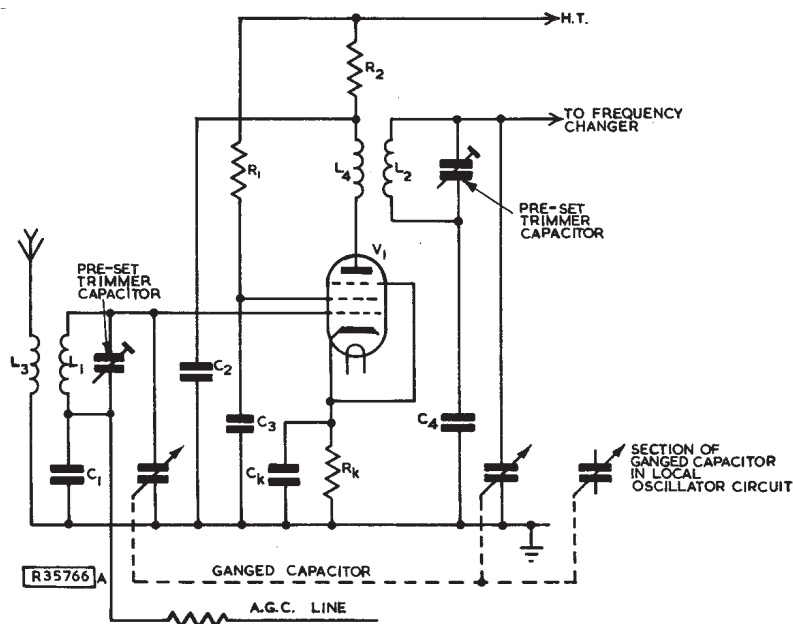 H.T.
R2
TO FREQUENCY
CHANGER
R1
L4
L2
PRE-SET
TRIMMER
CAPACITOR
V1
PRE-SET
TRIMMER
CAPACITOR
L3
L1
C2
C3
C4
C1
Ck
Rk
SECTION OF
GANGED CAPACITOR
IN LOCAL
OSCILLATOR CIRCUIT
R35766 A
GANGED CAPACITOR
A.G.C. LINE